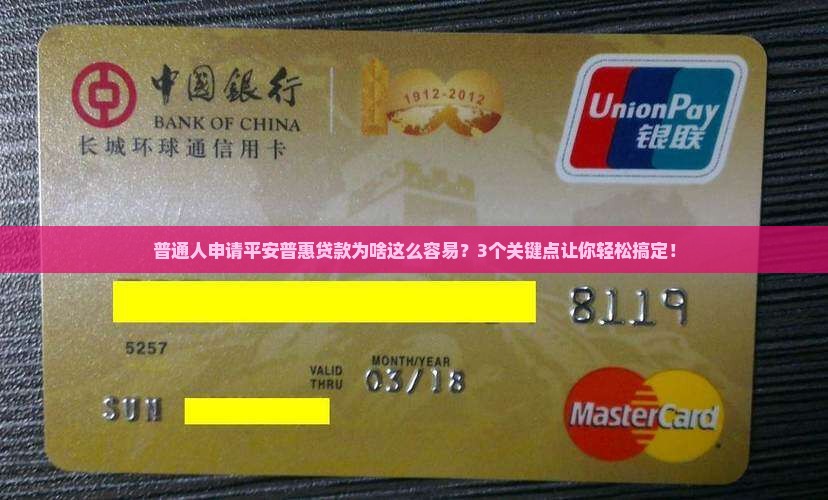 中國銀行
BANK OF CHINA
长城环球通信用卡
1912-2012
UnionPay
银联
普通人申请平安普惠贷款为啥这么容易？3个关键点让你轻松搞定！
8119
5257
VALID THRU
MONTH/YEAR
03/18
SUN
MasterCard